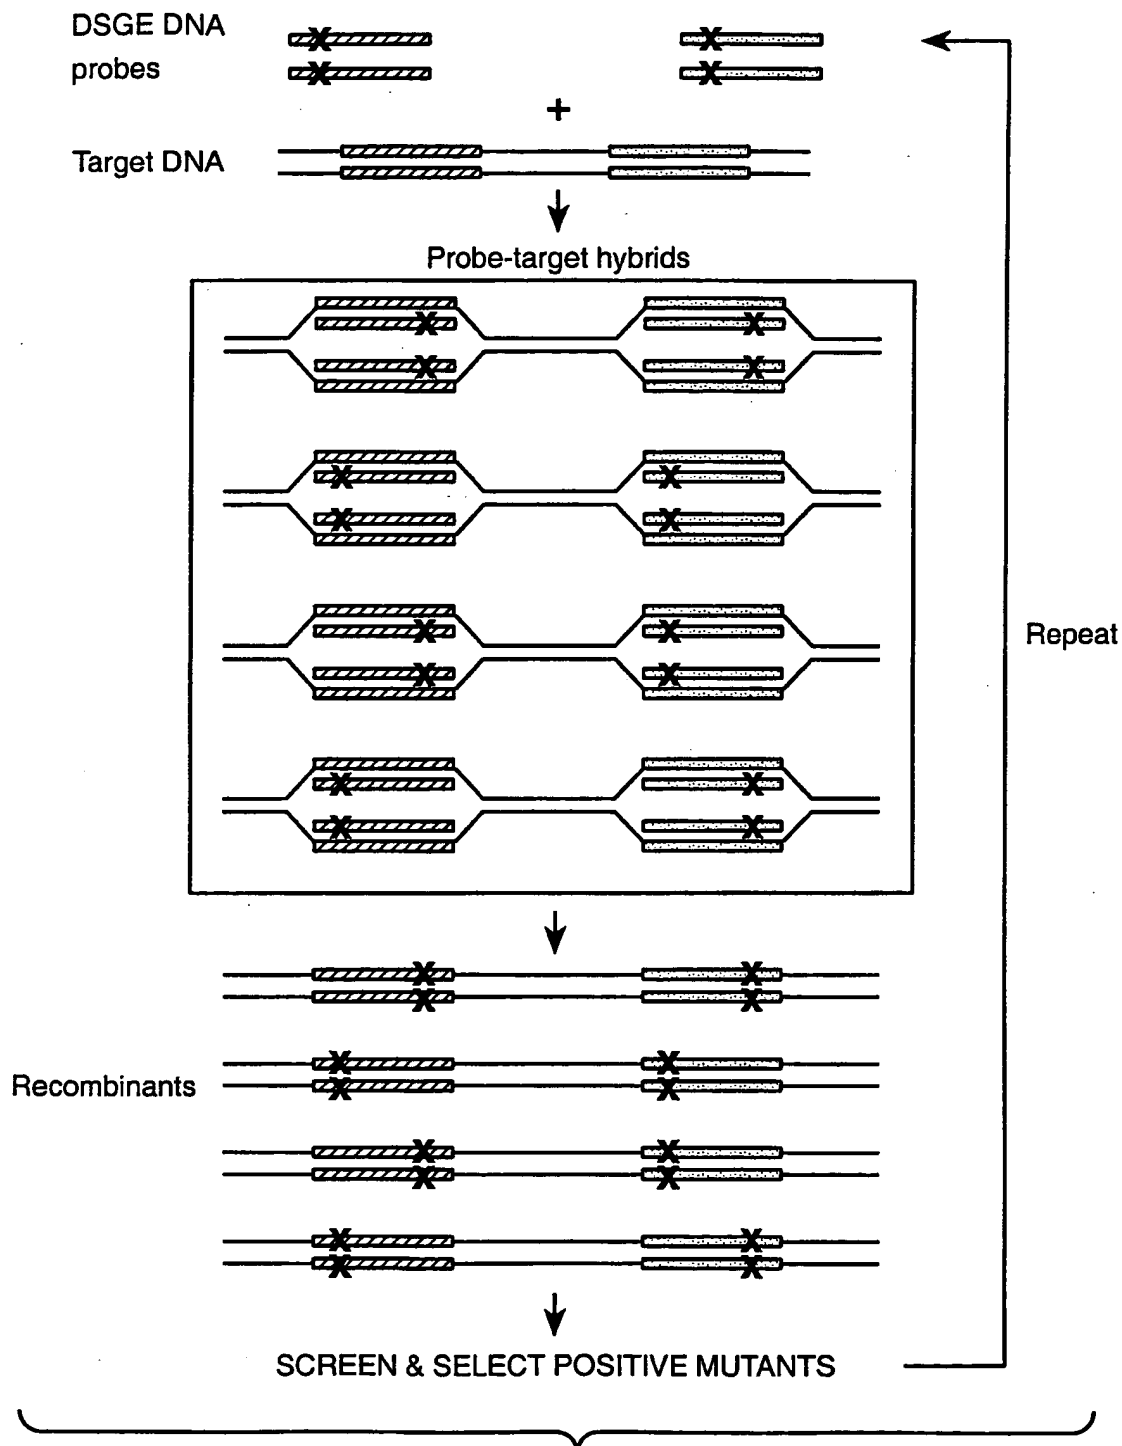 DSGE DNA
probes
+
Target DNA
Probe-target hybrids
Repeat
Recombinants
SCREEN & SELECT POSITIVE MUTANTS